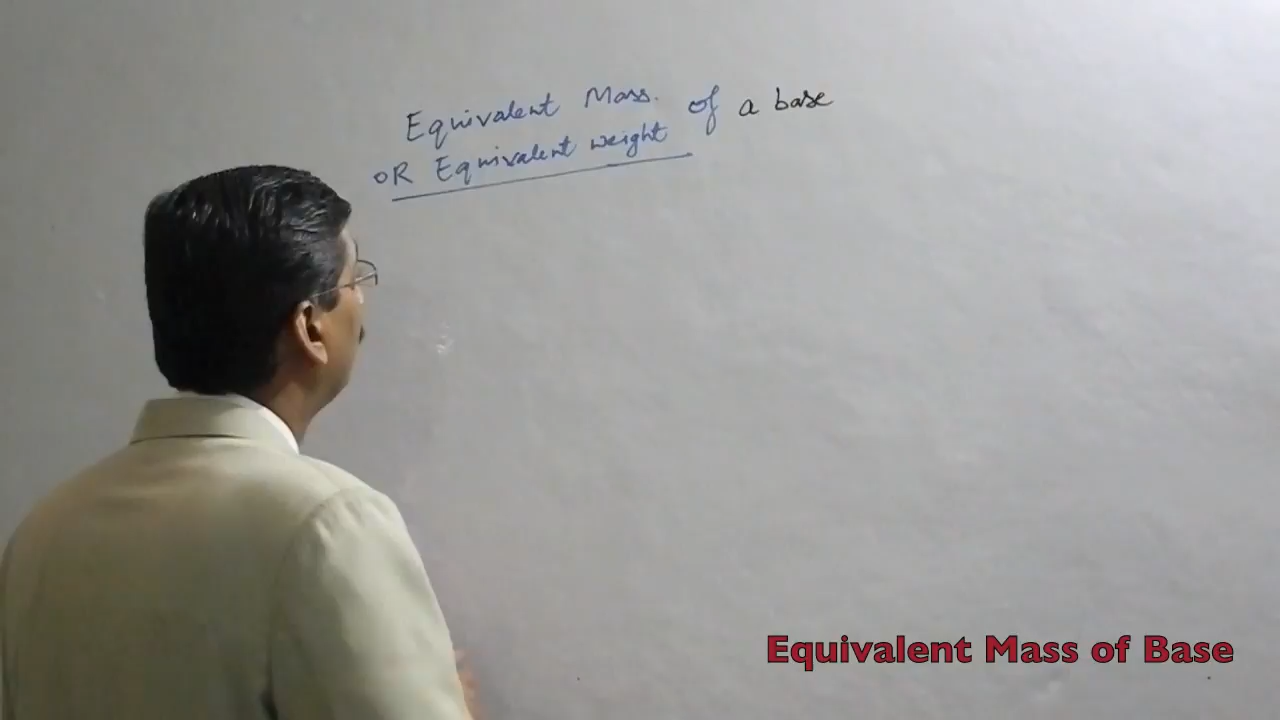 Equivalent Mass. of a base
OR Equivalent weight
Equivalent Mass of Base